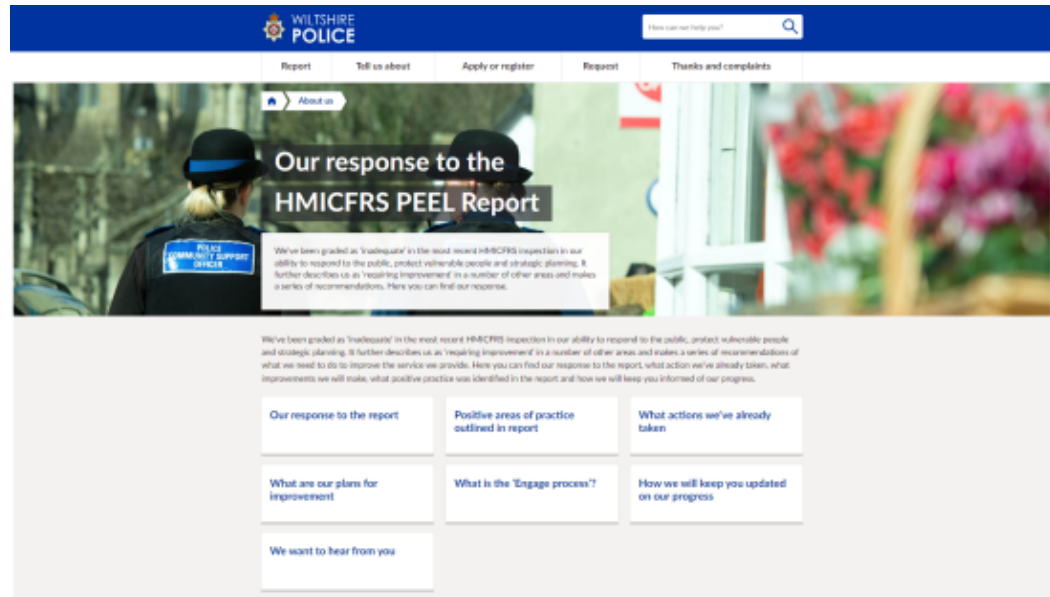 WILTSHIRE
POLICE
How can we help you?
Report
Tell us about
Apply or register
Request
Thanks and complaints
About us
Our response to the
HMICFRS PEEL Report
POLICE
COMMUNITY SUPPORT
OFFICER
We've been graded as 'inadequate' in the most recent HMICFRS inspection in our
ability to respond to the public, protect vulnerable people and strategic planning. It
further describes us as 'requiring improvement' in a number of other areas and makes
a series of recommendations. Here you can find our response.
We've been graded as 'inadequate' in the most recent HMICFRS inspection in our ability to respond to the public, protect vulnerable people
and strategic planning. It further describes us as 'requiring improvement' in a number of other areas and makes a series of recommendations of
what we need to do to improve the service we provide. Here you can find our response to the report, what action we've already taken, what
improvements we will make, what positive practice was identified in the report and how we will keep you informed of our progress.
Our response to the report
Positive areas of practice
outlined in report
What actions we've already
taken
What are our plans for
improvement
What is the 'Engage process'?
How we will keep you updated
on our progress
We want to hear from you